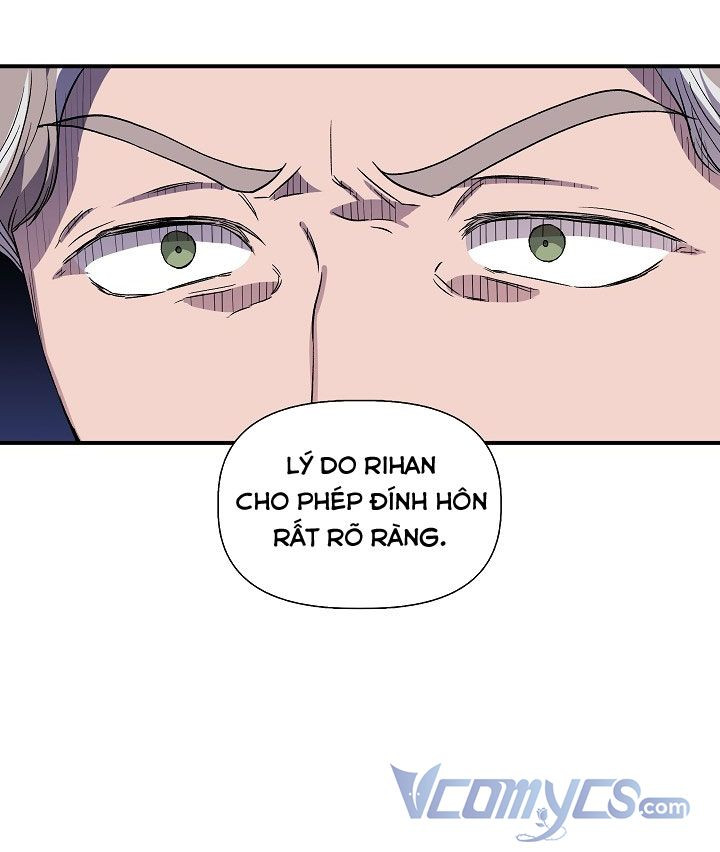 LÝ DO RIHAN
CHO PHÉP ĐÍNH HÔN
RẤT RÕ RÀNG.
VCOMYCS.com